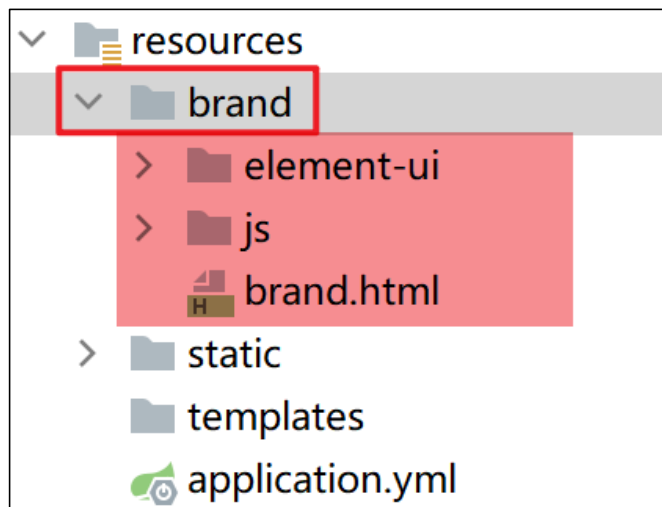 resources
brand
element-ui
js
brand.html
static
templates
application.yml